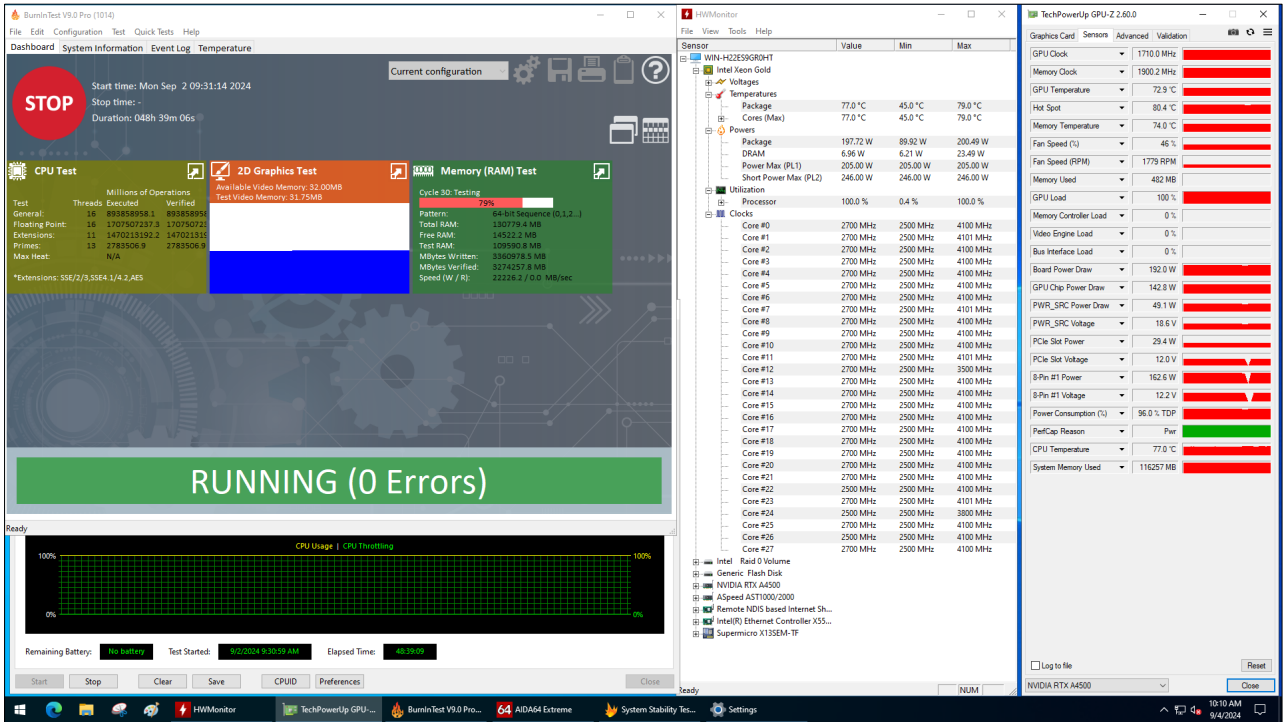 BurnInTest V9.0 Pro (1014)
File Edit Configuration Test Quick Tests Help
Dashboard System Information Event Log Temperature
Current configuration
STOP
Start time: Mon Sep 2 09:31:14 2024
Stop time: -
Duration: 048h 39m 06s
CPU Test
Millions of Operations
Test Threads Executed Verified
General: 16 893858958.1 893858958
Floating Point: 16 1707507237.3 170750723
Extensions: 11 1470213192.2 147021319
Primes: 13 2783506.9 2783506.9
Max Heat: N/A
*Extensions: SSE/2/3,SSE4.1/4.2,AES
2D Graphics Test
Available Video Memory: 32.00MB
Test Video Memory: 31.75MB
Memory (RAM) Test
Cycle 30: Testing
79%
Pattern: 64-bit Sequence (0,1,2...)
Total RAM: 130779.4 MB
Free RAM: 14522.2 MB
Test RAM: 109590.8 MB
MBytes Written: 3360978.5 MB
MBytes Verified: 3274257.8 MB
Speed (W / R): 22226.2 / 0.0 MB/sec
RUNNING (0 Errors)
Ready
CPU Usage | CPU Throttling
100% 100%
0% 0%
Remaining Battery: No battery Test Started: 9/2/2024 9:30:59 AM Elapsed Time: 48:39:09
Start Stop Clear Save CPUID Preferences Close
HWMonitor
File View Tools Help
Sensor Value Min Max
WIN-H22ES9GR0HT
Intel Xeon Gold
Voltages
Temperatures
Package 77.0 °C 45.0 °C 79.0 °C
Cores (Max) 77.0 °C 45.0 °C 79.0 °C
Powers
Package 197.72 W 89.92 W 200.49 W
DRAM 6.96 W 6.21 W 23.49 W
Power Max (PL1) 205.00 W 205.00 W 205.00 W
Short Power Max (PL2) 246.00 W 246.00 W 246.00 W
Utilization
Processor 100.0 % 0.4 % 100.0 %
Clocks
Core #0 2700 MHz 2500 MHz 4100 MHz
Core #1 2700 MHz 2500 MHz 4101 MHz
Core #2 2700 MHz 2500 MHz 4100 MHz
Core #3 2700 MHz 2500 MHz 4100 MHz
Core #4 2700 MHz 2500 MHz 4100 MHz
Core #5 2700 MHz 2500 MHz 4100 MHz
Core #6 2700 MHz 2500 MHz 4100 MHz
Core #7 2700 MHz 2500 MHz 4101 MHz
Core #8 2700 MHz 2500 MHz 4100 MHz
Core #9 2700 MHz 2500 MHz 4100 MHz
Core #10 2700 MHz 2500 MHz 4100 MHz
Core #11 2700 MHz 2500 MHz 4101 MHz
Core #12 2700 MHz 2500 MHz 3500 MHz
Core #13 2700 MHz 2500 MHz 4100 MHz
Core #14 2700 MHz 2500 MHz 4100 MHz
Core #15 2700 MHz 2500 MHz 4100 MHz
Core #16 2700 MHz 2500 MHz 4100 MHz
Core #17 2700 MHz 2500 MHz 4100 MHz
Core #18 2700 MHz 2500 MHz 4100 MHz
Core #19 2700 MHz 2500 MHz 4100 MHz
Core #20 2700 MHz 2500 MHz 4100 MHz
Core #21 2700 MHz 2500 MHz 4100 MHz
Core #22 2500 MHz 2500 MHz 4100 MHz
Core #23 2700 MHz 2500 MHz 4101 MHz
Core #24 2500 MHz 2500 MHz 3800 MHz
Core #25 2700 MHz 2500 MHz 4100 MHz
Core #26 2500 MHz 2500 MHz 4100 MHz
Core #27 2700 MHz 2500 MHz 4100 MHz
Intel Raid 0 Volume
Generic Flash Disk
NVIDIA RTX A4500
ASpeed AST1000/2000
Remote NDIS based Internet Sh...
Intel(R) Ethernet Controller X55...
Supermicro X13SEM-TF
Ready NUM
TechPowerUp GPU-Z 2.60.0
Graphics Card Sensors Advanced Validation
GPU Clock 1710.0 MHz
Memory Clock 1900.2 MHz
GPU Temperature 72.9 °C
Hot Spot 80.4 °C
Memory Temperature 74.0 °C
Fan Speed (%) 46 %
Fan Speed (RPM) 1779 RPM
Memory Used 482 MB
GPU Load 100 %
Memory Controller Load 0 %
Video Engine Load 0 %
Bus Interface Load 0 %
Board Power Draw 192.0 W
GPU Chip Power Draw 142.8 W
PWR_SRC Power Draw 49.1 W
PWR_SRC Voltage 18.6 V
PCIe Slot Power 29.4 W
PCIe Slot Voltage 12.0 V
8-Pin #1 Power 162.6 W
8-Pin #1 Voltage 12.2 V
Power Consumption (%) 96.0 % TDP
PerfCap Reason Pwr
CPU Temperature 77.0 °C
System Memory Used 116257 MB
Log to file Reset
NVIDIA RTX A4500 Close
HWMonitor TechPowerUp GPU-... BurnInTest V9.0 Pro... 64 AIDA64 Extreme System Stability Tes... Settings
10:10 AM
9/4/2024